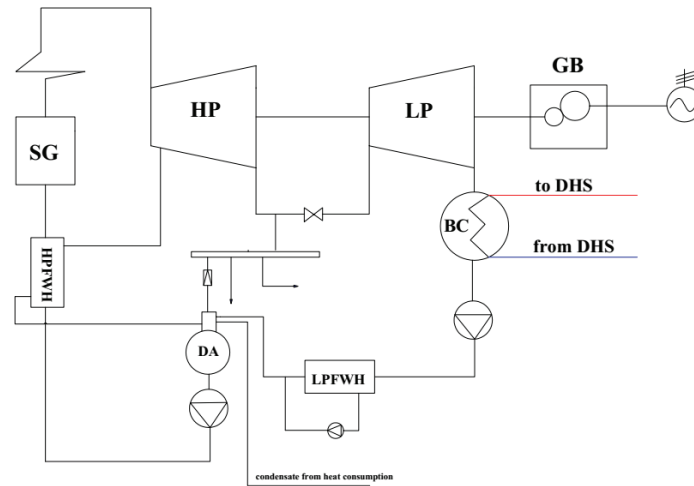 GB
HP
LP
SG
to DHS
BC
from DHS
HPFWH
DA
LPFWH
condensate from heat consumption